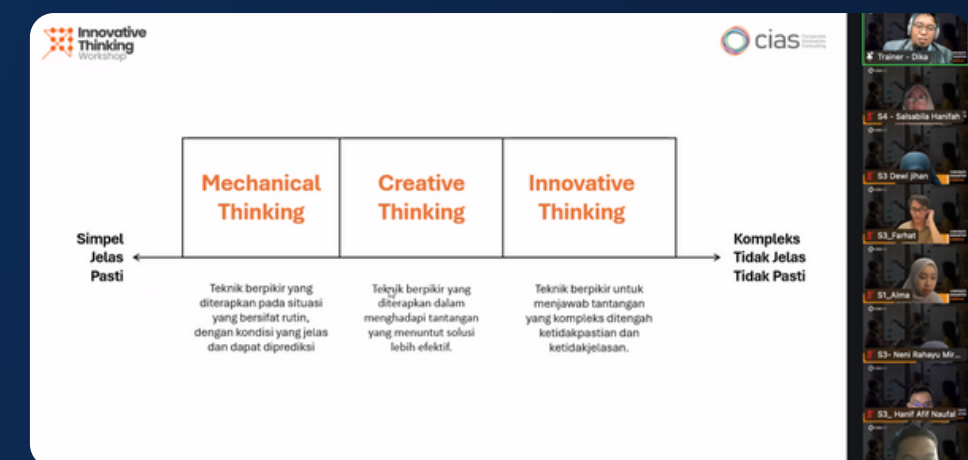 Innovative
Thinking
Workshop
cias
Mechanical
Thinking
Creative
Thinking
Innovative
Thinking
Simpel
Jelas
Pasti
Kompleks
Tidak Jelas
Tidak Pasti
Teknik berpikir yang
diterapkan pada situasi
yang bersifat rutin,
dengan kondisi yang jelas
dan dapat diprediksi
Teknik berpikir yang
diterapkan dalam
menghadapi tantangan
yang menuntut solusi
lebih efektif.
Teknik berpikir untuk
menjawab tantangan
yang kompleks ditengah
ketidakpastian dan
ketidakjelasan.
Trainer - Dika
S4 - Salsabila Hanifah
S3 Dewi Jihan
S3_Farhat
S1_Alma
S3- Neni Rahayu Mir...
S3_ Hanif Afif Naufal